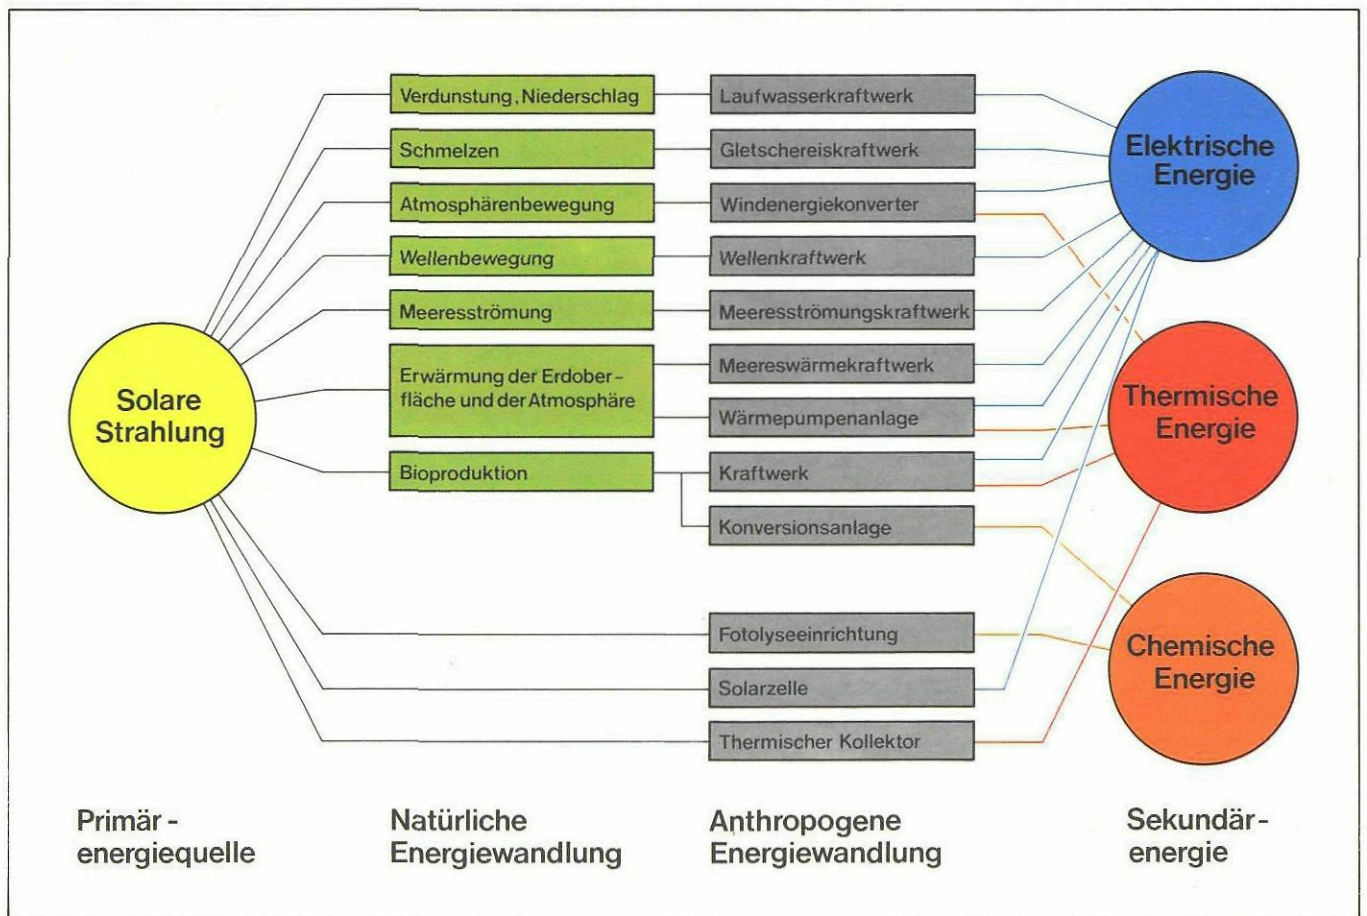 Verdunstung, Niederschlag
Schmelzen
Atmosphärenbewegung
Wellenbewegung
Meeresströmung
Erwärmung der Erdober-
fläche und der Atmosphäre
Bioproduktion
Laufwasserkraftwerk
Gletschereiskraftwerk
Windenergiekonverter
Wellenkraftwerk
Meeresströmungskraftwerk
Meereswärmekraftwerk
Wärmepumpenanlage
Kraftwerk
Konversionsanlage
Fotolyseeinrichtung
Solarzelle
Thermischer Kollektor
Solare
Strahlung
Elektrische
Energie
Thermische
Energie
Chemische
Energie
Primär-
energiequelle
Natürliche
Energiewandlung
Anthropogene
Energiewandlung
Sekundär-
energie